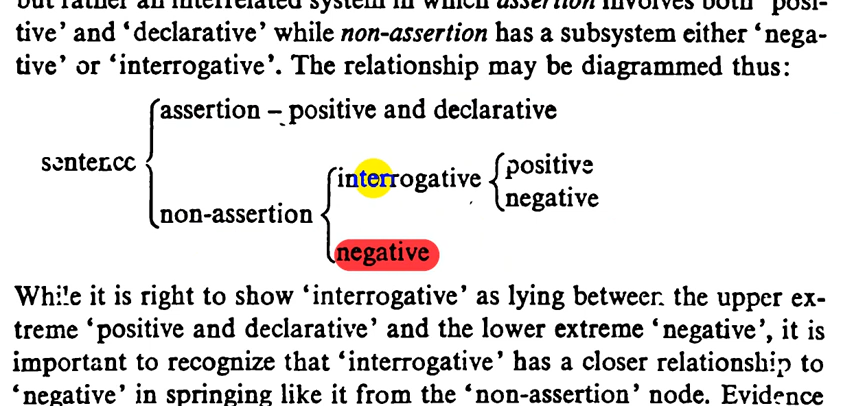 but rather an interrelated system in which assertion involves both ‘posi-
tive’ and ‘declarative’ while non-assertion has a subsystem either ‘nega-
tive’ or ‘interrogative’. The relationship may be diagrammed thus:
assertion – positive and declarative
sentence
interrogative
positive
negative
non-assertion
negative
While it is right to show ‘interrogative’ as lying between the upper ex-
treme ‘positive and declarative’ and the lower extreme ‘negative’, it is
important to recognize that ‘interrogative’ has a closer relationship to
‘negative’ in springing like it from the ‘non-assertion’ node. Evidence